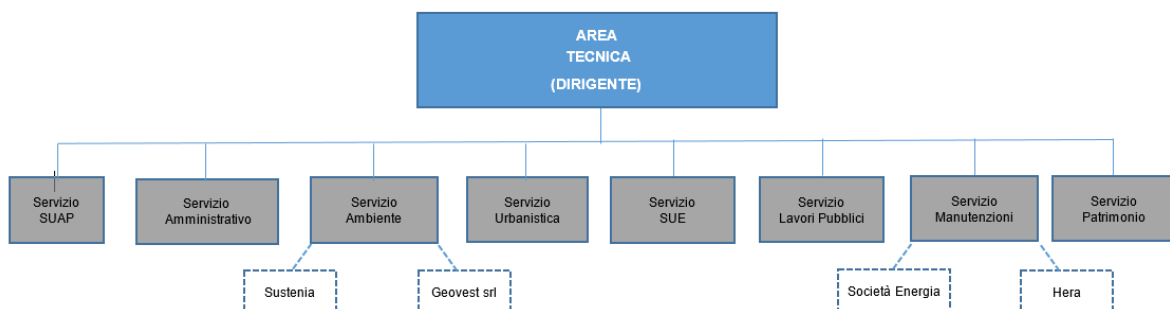 AREA
TECNICA
(DIRIGENTE)
Servizio
SUAP
Servizio
Amministrativo
Servizio
Ambiente
Servizio
Urbanistica
Servizio
SUE
Servizio
Lavori Pubblici
Servizio
Manutenzioni
Servizio
Patrimonio
Sustenia
Geovest srl
Società Energia
Hera